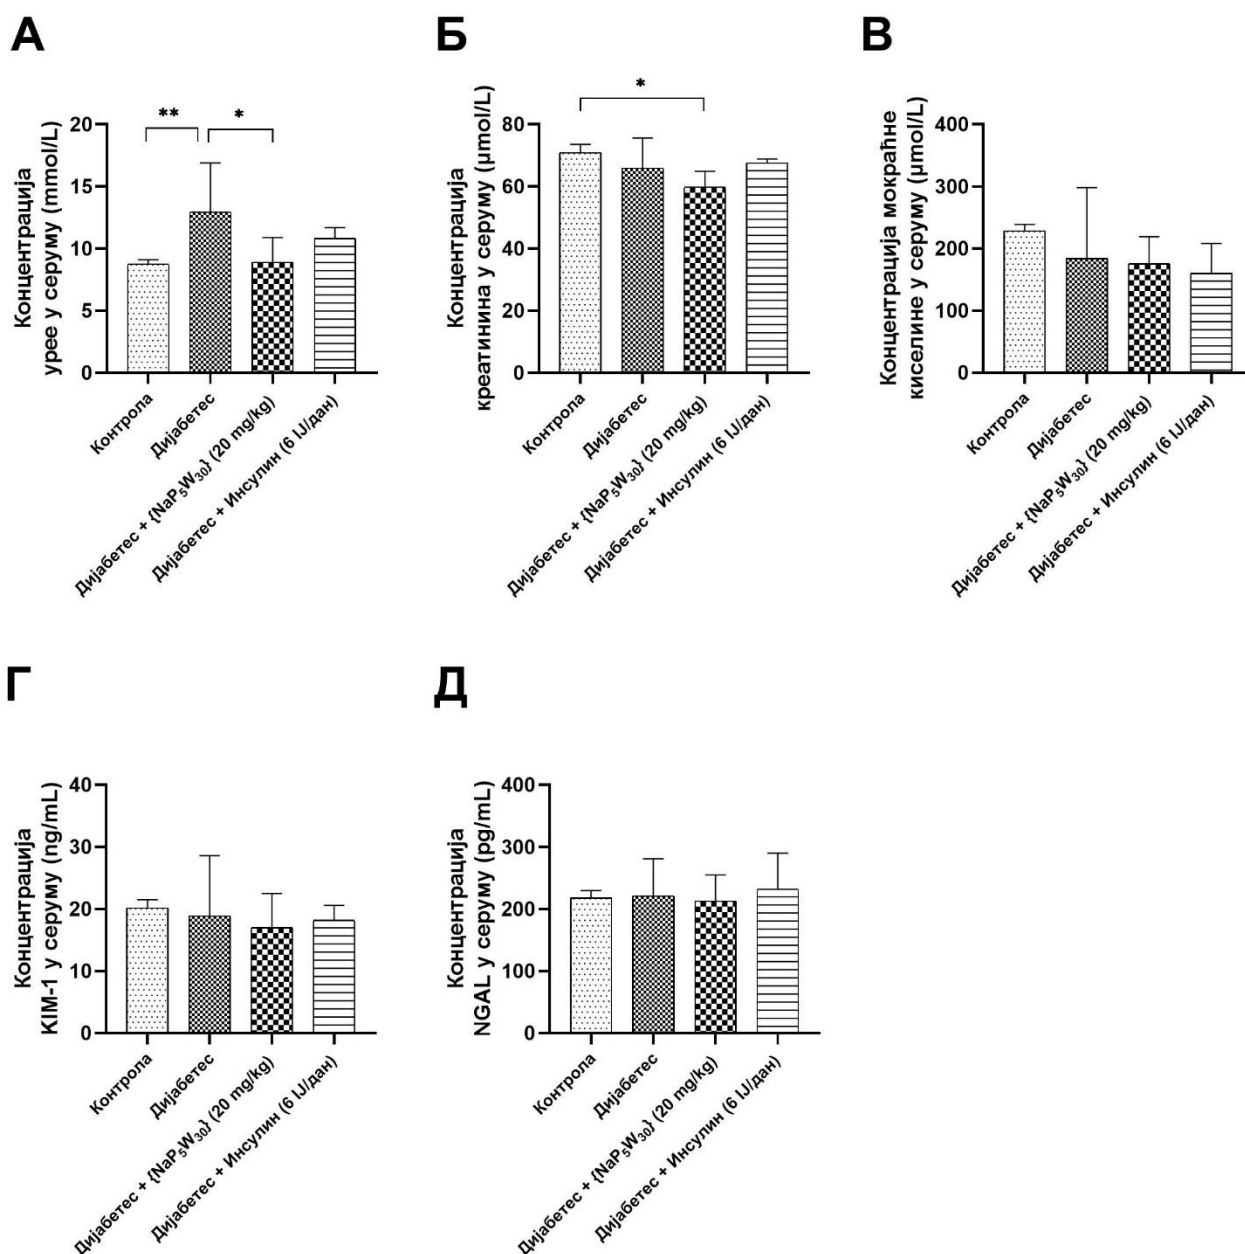 А
Концентрација
урее у серуму (mmol/L)
20
15
10
5
0
**
*
Контрола
Дијабетес
Дијабетес + {NaP₅W₃₀} (20 mg/kg)
Дијабетес + Инсулин (6 IJ/дан)
Б
Концентрација
креатинина у серуму (µmol/L)
80
60
40
20
0
*
Контрола
Дијабетес
Дијабетес + {NaP₅W₃₀} (20 mg/kg)
Дијабетес + Инсулин (6 IJ/дан)
В
Концентрација мокраћне
киселине у серуму (µmol/L)
400
300
200
100
0
Контрола
Дијабетес
Дијабетес + {NaP₅W₃₀} (20 mg/kg)
Дијабетес + Инсулин (6 IJ/дан)
Г
Концентрација
KIM-1 у серуму (ng/mL)
40
30
20
10
0
Контрола
Дијабетес
Дијабетес + {NaP₅W₃₀} (20 mg/kg)
Дијабетес + Инсулин (6 IJ/дан)
Д
Концентрација
NGAL у серуму (pg/mL)
400
300
200
100
0
Контрола
Дијабетес
Дијабетес + {NaP₅W₃₀} (20 mg/kg)
Дијабетес + Инсулин (6 IJ/дан)